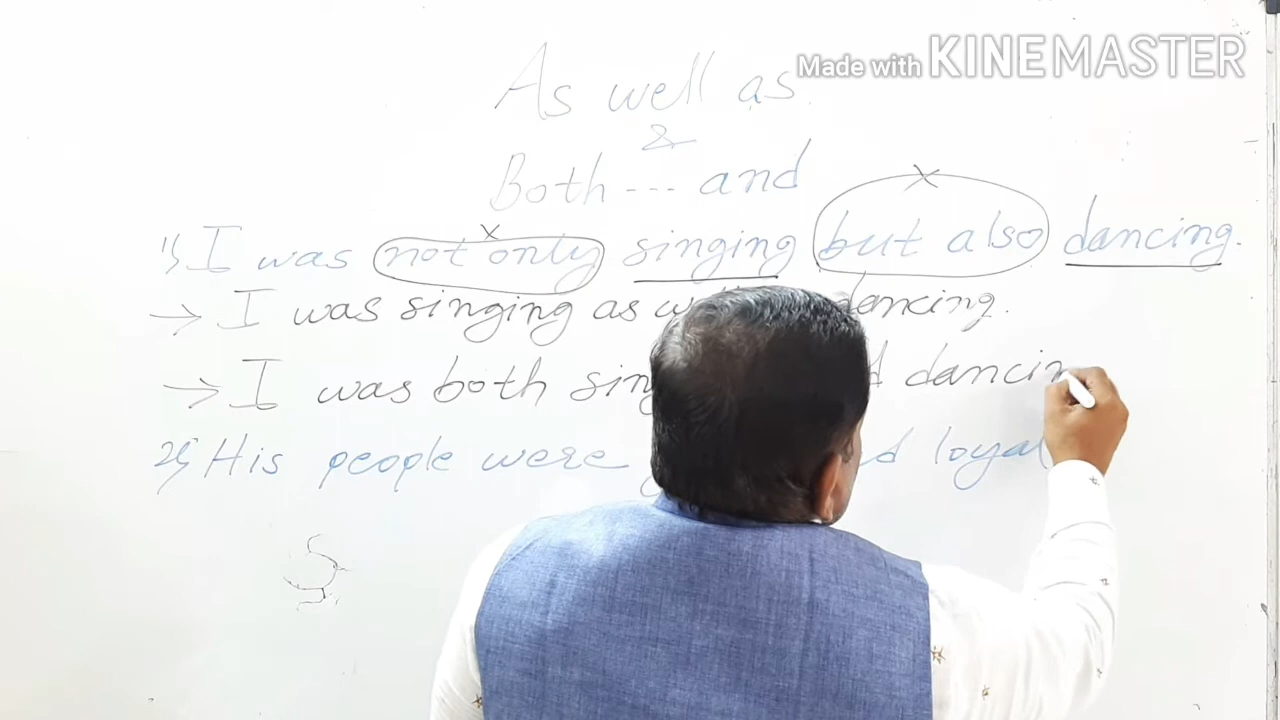 Made with KINEMASTER
As well as
&
Both --- and
1) I was not only singing but also dancing.
→ I was singing as dancing.
→ I was both dancin
2) His people were loyal